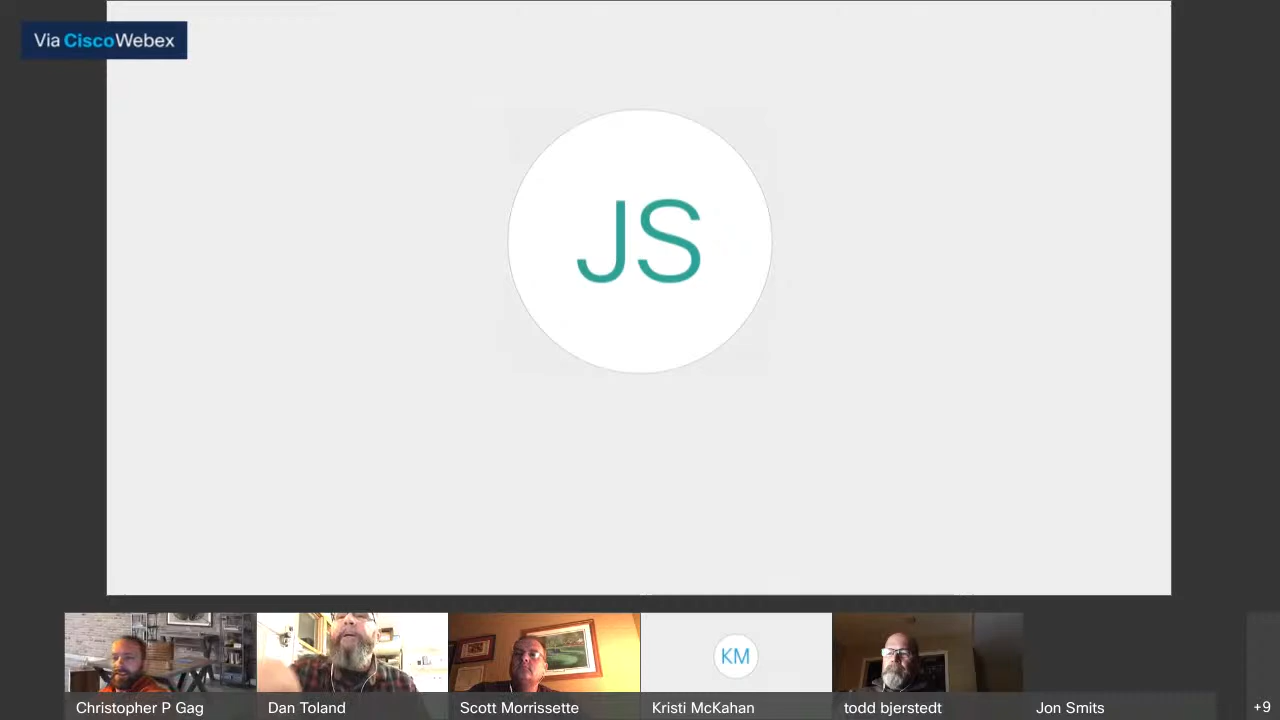 Via CiscoWebex
JS
KM
Christopher P Gag
Dan Toland
Scott Morrissette
Kristi McKahan
todd bjerstedt
Jon Smits
+9